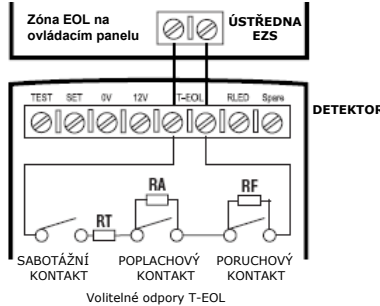 Zóna EOL na
ovládacím panelu
ÚSTŘEDNA
EZS
TEST SET 0V 12V T-EOL RLED Spare
DETEKTOR
RA
RF
RT
SABOTÁŽNÍ
KONTAKT
POPLACHOVÝ
KONTAKT
PORUCHOVÝ
KONTAKT
Volitelné odpory T-EOL